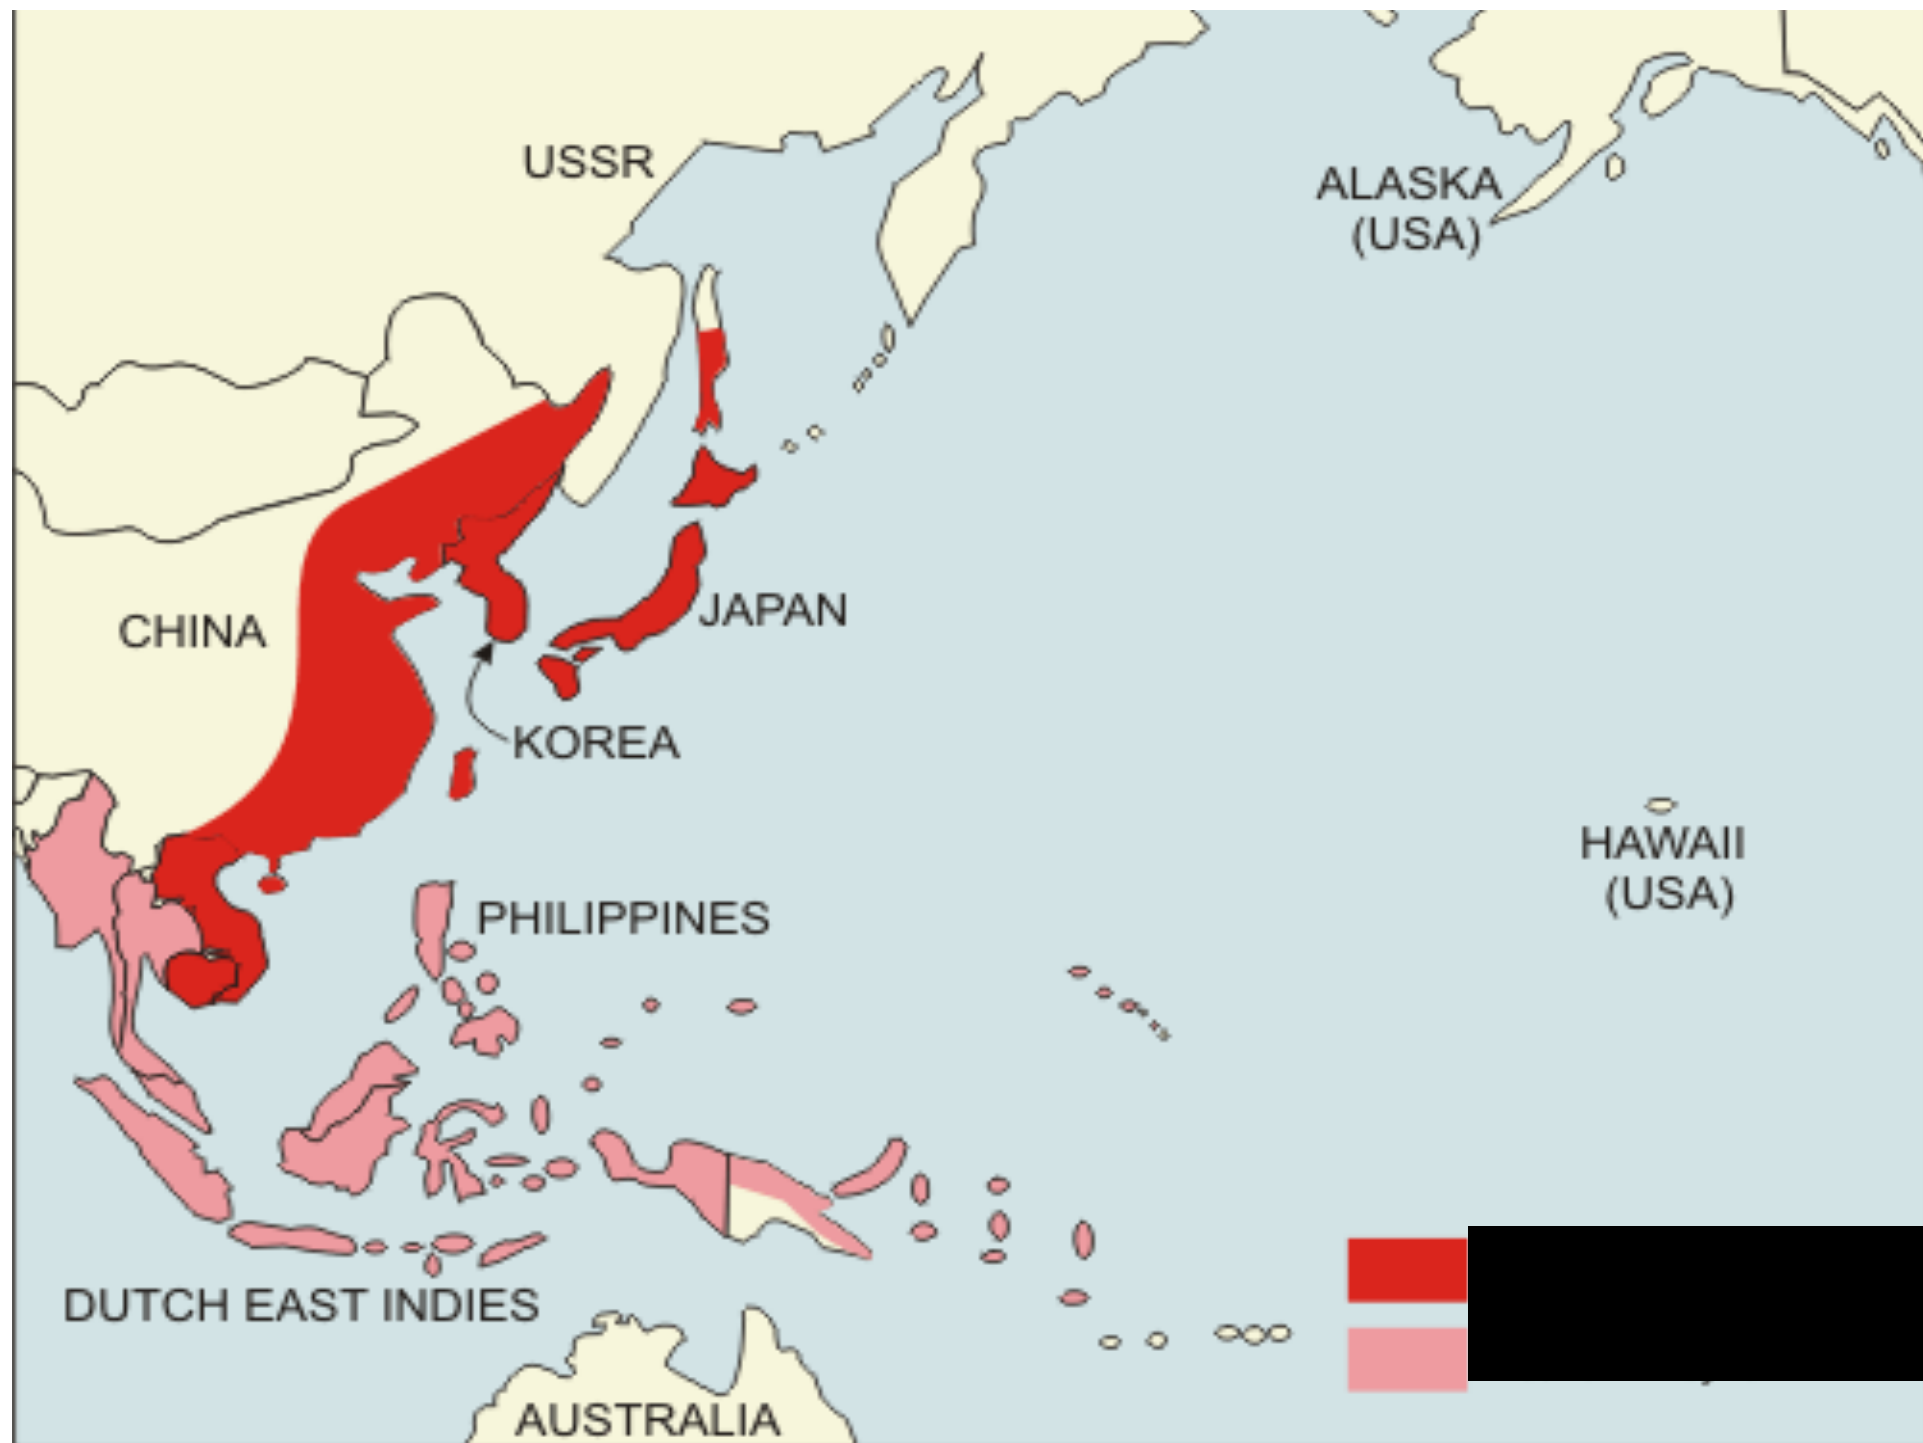 USSR
ALASKA
(USA)
CHINA
JAPAN
KOREA
HAWAII
(USA)
PHILIPPINES
DUTCH EAST INDIES
AUSTRALIA